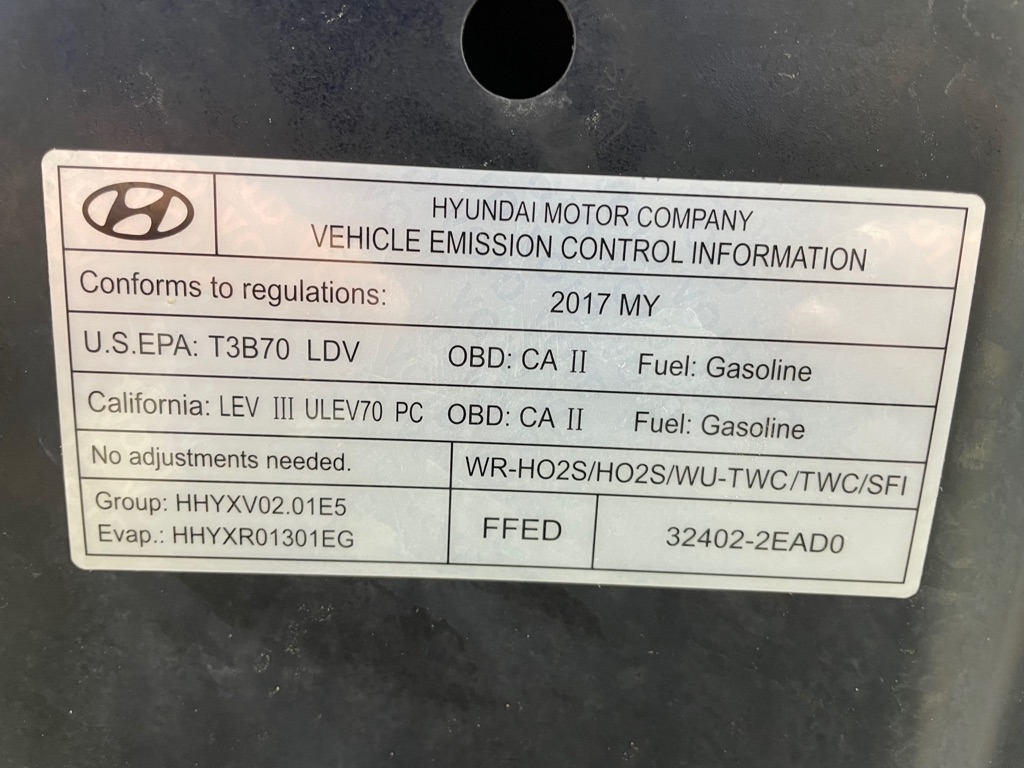 HYUNDAI MOTOR COMPANY
VEHICLE EMISSION CONTROL INFORMATION
Conforms to regulations: 2017 MY
U.S.EPA: T3B70 LDV OBD: CA II Fuel: Gasoline
California: LEV III ULEV70 PC OBD: CA II Fuel: Gasoline
No adjustments needed. WR-HO2S/HO2S/WU-TWC/TWC/SFI
Group: HHYXV02.01E5
Evap.: HHYXR01301EG
FFED
32402-2EAD0